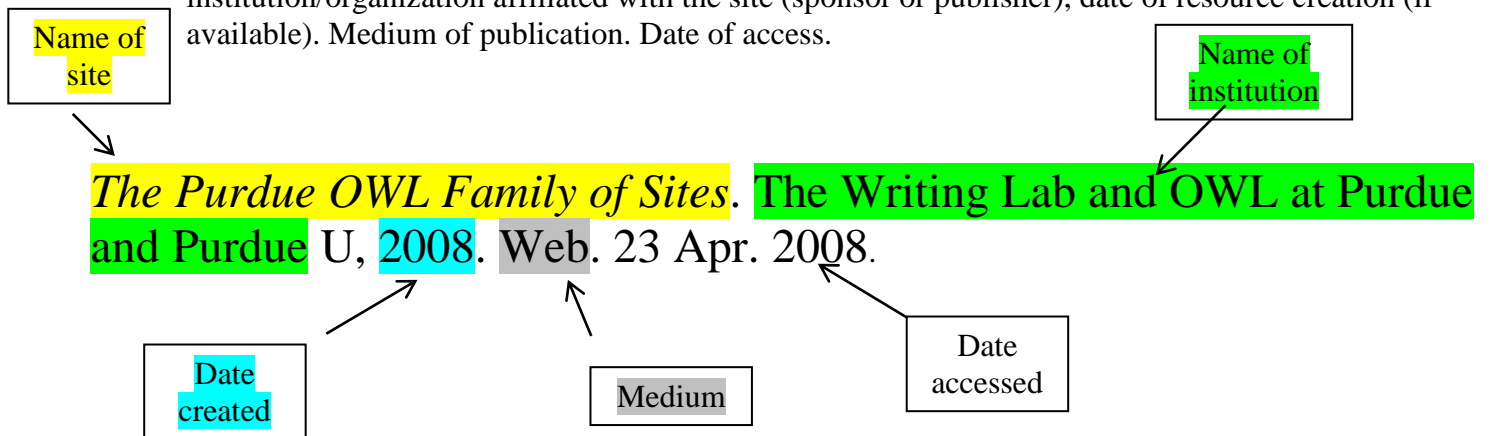 institution/organization affiliated with the site (sponsor or publisher), date of resource creation (if
available). Medium of publication. Date of access.
Name of
site
Name of
institution
The Purdue OWL Family of Sites. The Writing Lab and OWL at Purdue
and Purdue U, 2008. Web. 23 Apr. 2008.
Date
created
Medium
Date
accessed